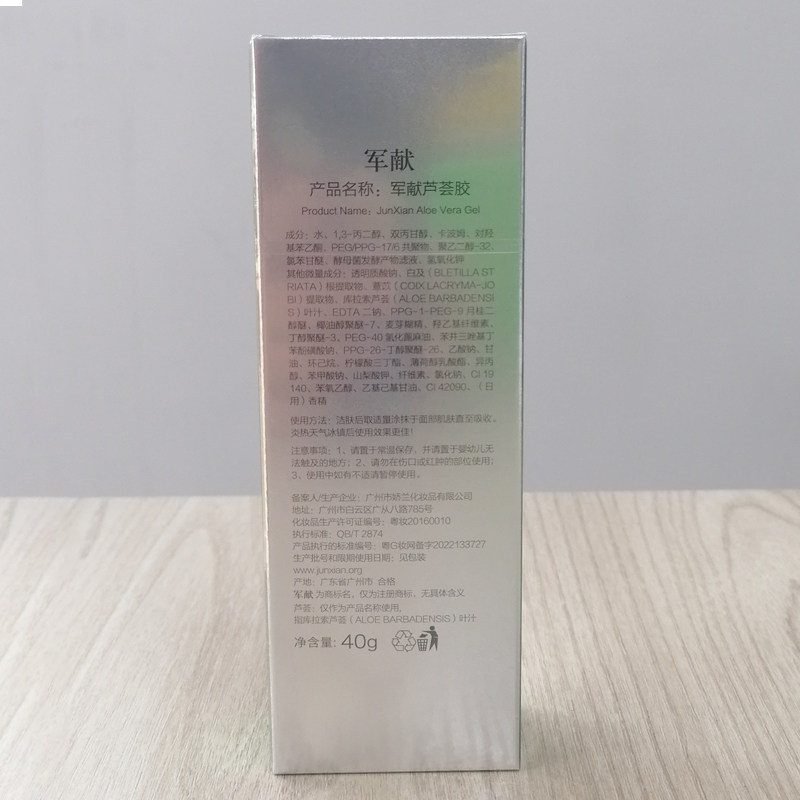 军献
产品名称：军献芦荟胶
Product Name：JunXian Aloe Vera Gel
成分：水、1,3-丙二醇、双丙甘醇、卡波姆、对羟
基苯乙酮、PEG/PPG-17/6 共聚物、聚乙二醇-32、
氯苯甘醚、酵母菌发酵产物滤液、氢氧化钾
其他微量成分：透明质酸钠、白及（BLETILLA ST
RIATA）根提取物、薏苡（COIX LACRYMA-JO
BI）提取物、库拉索芦荟（ALOE BARBADENSI
S）叶汁、EDTA 二钠、PPG-1-PEG-9 月桂二
醇醚、椰油醇聚醚-7、麦芽糊精、羟乙基纤维素、
丁醇聚醚-3、PEG-40 氢化蓖麻油、苯并三唑基丁
苯酚磺酸钠、PPG-26-丁醇聚醚-26、乙酸钠、甘
油、环己烷、柠檬酸三丁酯、薄荷醇乳酸酯、异丙
醇、苯甲酸钠、山梨酸钾、纤维素、氯化钠、CI 19
140、苯氧乙醇、乙基己基甘油、CI 42090、（日
用）香精
使用方法：洁肤后取适量涂抹于面部肌肤直至吸收，
炎热天气冰镇后使用效果更佳！
注意事项：1、请置于常温保存，并请置于婴幼儿无
法触及的地方；2、请勿在伤口或红肿的部位使用；
3、使用中如有不适请暂停使用。
备案人/生产企业：广州市娇兰化妆品有限公司
地址：广州市白云区广从八路785号
化妆品生产许可证编号：粤妆20160010
执行标准：QB/T 2874
产品执行的标准编号：粤G妆网备字2022133727
生产批号和限期使用日期：见包装
www.junxian.org
产地：广东省广州市 合格
军献 为商标名，仅为注册商标，无具体含义
芦荟：仅作为产品名称使用，
指库拉索芦荟（ALOE BARBADENSIS）叶汁
净含量：40g